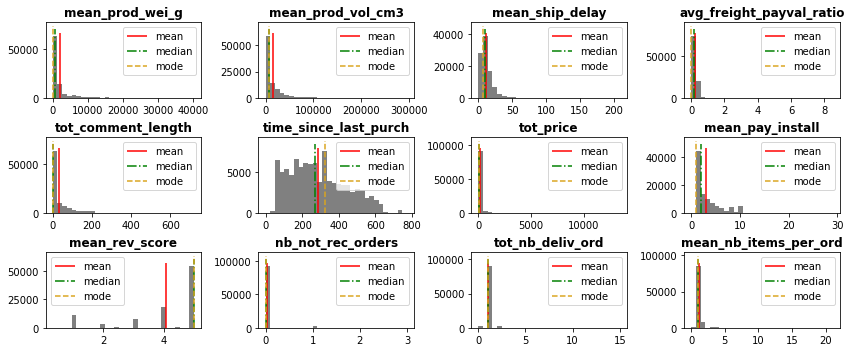 mean_prod_wei_g
50000
0
0
10000
20000
30000
40000
mean
median
mode
mean_prod_vol_cm3
50000
25000
0
0
100000
200000
300000
mean
median
mode
mean_ship_delay
40000
20000
0
0
50
100
150
200
mean
median
mode
avg_freight_payval_ratio
50000
0
0
2
4
6
8
mean
median
mode
tot_comment_length
50000
0
0
200
400
600
mean
median
mode
time_since_last_purch
5000
0
0
200
400
600
800
mean
median
mode
tot_price
100000
50000
0
0
5000
10000
mean
median
mode
mean_pay_install
40000
20000
0
0
10
20
30
mean
median
mode
mean_rev_score
50000
25000
0
2
4
mean
median
mode
nb_not_rec_orders
100000
50000
0
0
1
2
3
mean
median
mode
tot_nb_deliv_ord
100000
50000
0
0
5
10
15
mean
median
mode
mean_nb_items_per_ord
100000
50000
0
0
5
10
15
20
mean
median
mode